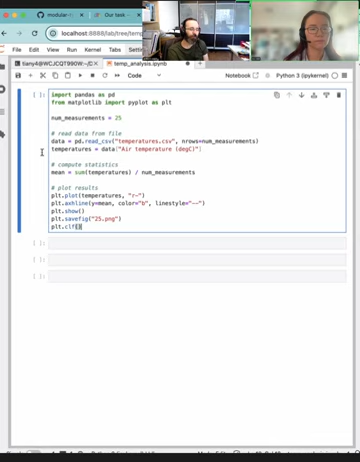 modular-
Our task -
localhost:8888/lab/tree/temp
File Edit View Run Kernel Tabs Settin
tiany4@WCJCQT990W:~/D
temp_analysis.ipynb
Code
Notebook
Python 3 (ipykernel)
[ ]:
import pandas as pd
from matplotlib import pyplot as plt
num_measurements = 25
# read data from file
data = pd.read_csv("temperatures.csv", nrows=num_measurements)
temperatures = data["Air temperature (degC)"]
# compute statistics
mean = sum(temperatures) / num_measurements
# plot results
plt.plot(temperatures, "r-")
plt.axhline(y=mean, color="b", linestyle="--")
plt.show()
plt.savefig("25.png")
plt.clf()
[ ]:
[ ]:
[ ]: